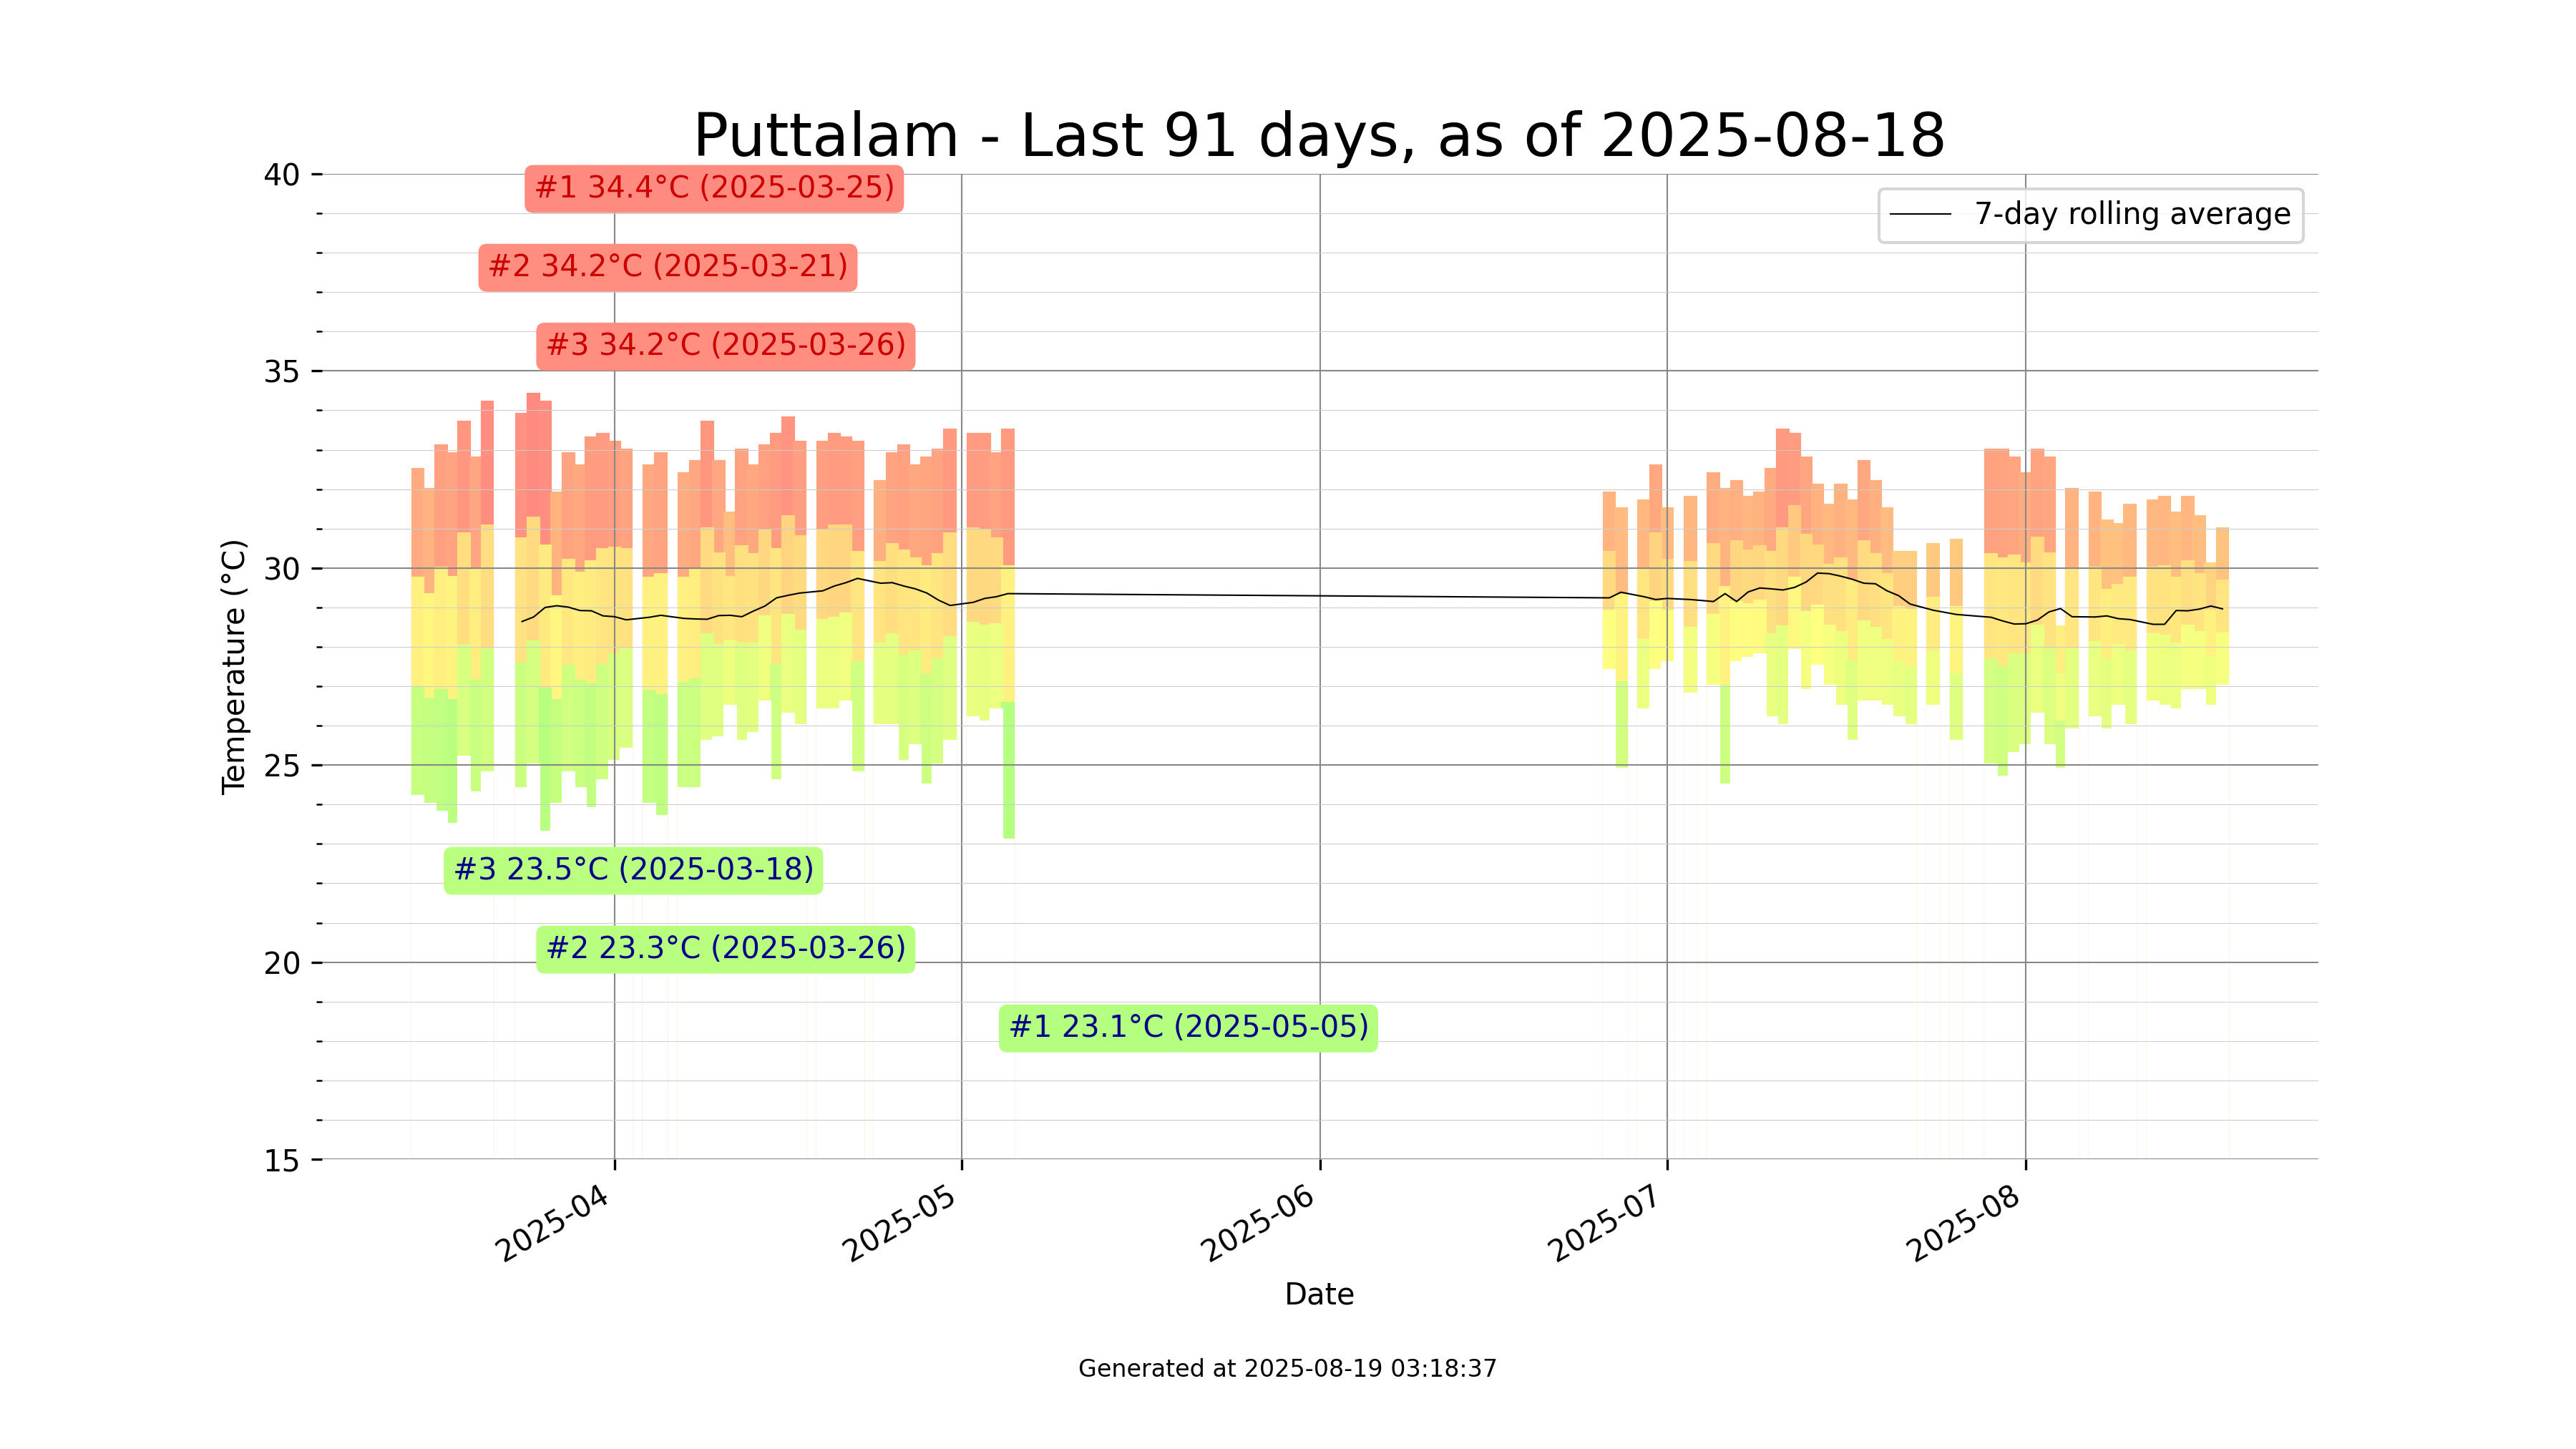 Puttalam - Last 91 days, as of 2025-08-18
40
#1 34.4°C (2025-03-25)
7-day rolling average
#2 34.2°C (2025-03-21)
#3 34.2°C (2025-03-26)
35
30
Temperature (°C)
25
#3 23.5°C (2025-03-18)
#2 23.3°C (2025-03-26)
20
#1 23.1°C (2025-05-05)
15
2025-04
2025-05
2025-06
2025-07
2025-08
Date
Generated at 2025-08-19 03:18:37